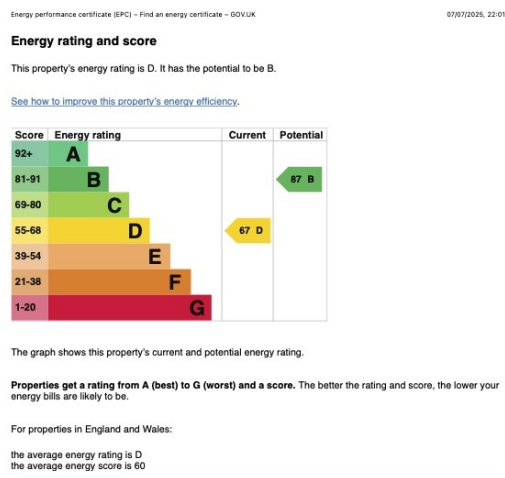 Energy performance certificate (EPC) – Find an energy certificate – GOV.UK 07/07/2025, 22:01
Energy rating and score
This property's energy rating is D. It has the potential to be B.
See how to improve this property's energy efficiency.
Score Energy rating Current Potential
92+ A
81-91 B 87 B
69-80 C
55-68 D 67 D
39-54 E
21-38 F
1-20 G
The graph shows this property's current and potential energy rating.
Properties get a rating from A (best) to G (worst) and a score. The better the rating and score, the lower your
energy bills are likely to be.
For properties in England and Wales:
the average energy rating is D
the average energy score is 60